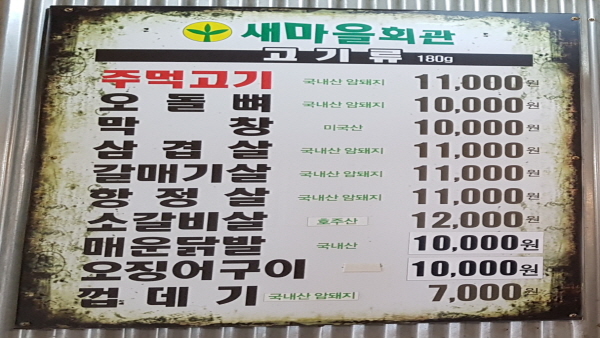 새마을회관
고기류 180g
주먹고기 국내산 암돼지 11,000원
오돌뼈 국내산 암돼지 10,000원
막창 미국산 10,000원
삼겹살 국내산 암돼지 11,000원
갈매기살 국내산 암돼지 11,000원
항정살 국내산 암돼지 11,000원
소갈비살 호주산 12,000원
매운닭발 국내산 10,000원
오징어구이 10,000원
껍데기 국내산 암돼지 7,000원